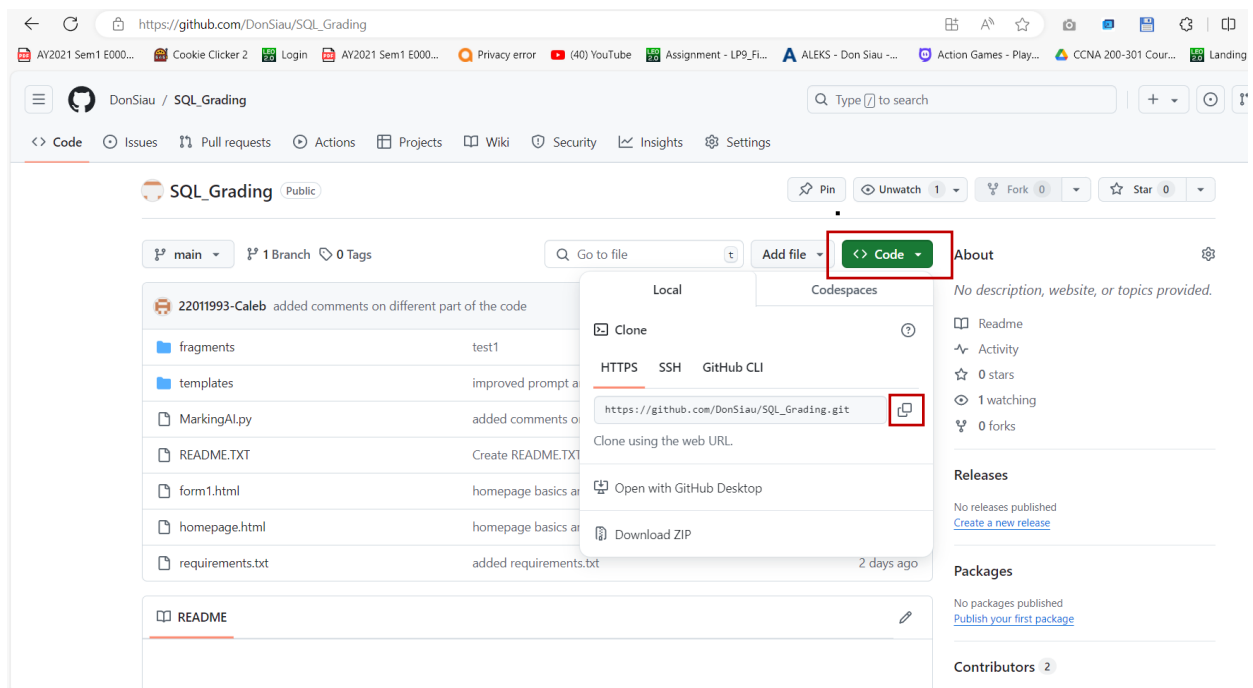 https://github.com/DonSiau/SQL_Grading
AY2021 Sem1 E000... Cookie Clicker 2 Login AY2021 Sem1 E000... Privacy error (40) YouTube Assignment - LP9_Fi... ALEKS - Don Siau -... Action Games - Play... CCNA 200-301 Cour... Landing
DonSiau / SQL_Grading Type / to search
Code Issues Pull requests Actions Projects Wiki Security Insights Settings
SQL_Grading Public Pin Unwatch 1 Fork 0 Star 0
main 1 Branch 0 Tags Go to file t Add file <> Code About
Local Codespaces No description, website, or topics provided.
22011993-Caleb added comments on different part of the code
Clone Readme
fragments test1 Activity
HTTPS SSH GitHub CLI 0 stars
templates improved prompt a
https://github.com/DonSiau/SQL_Grading.git 1 watching
MarkingAI.py added comments o 0 forks
Clone using the web URL.
README.TXT Create README.TXT
Releases
form1.html homepage basics a
Open with GitHub Desktop
No releases published
Create a new release
homepage.html homepage basics a
Download ZIP
requirements.txt added requirements.txt 2 days ago
Packages
No packages published
README
Publish your first package
Contributors 2